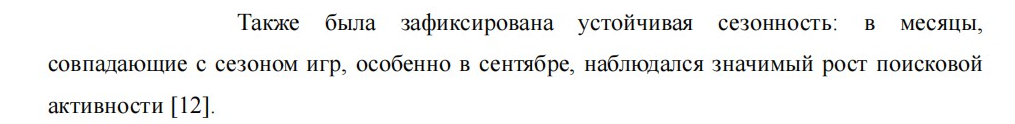 Также была зафиксирована устойчивая сезонность: в месяцы,
совпадающие с сезоном игр, особенно в сентябре, наблюдался значимый рост поисковой
активности [12].